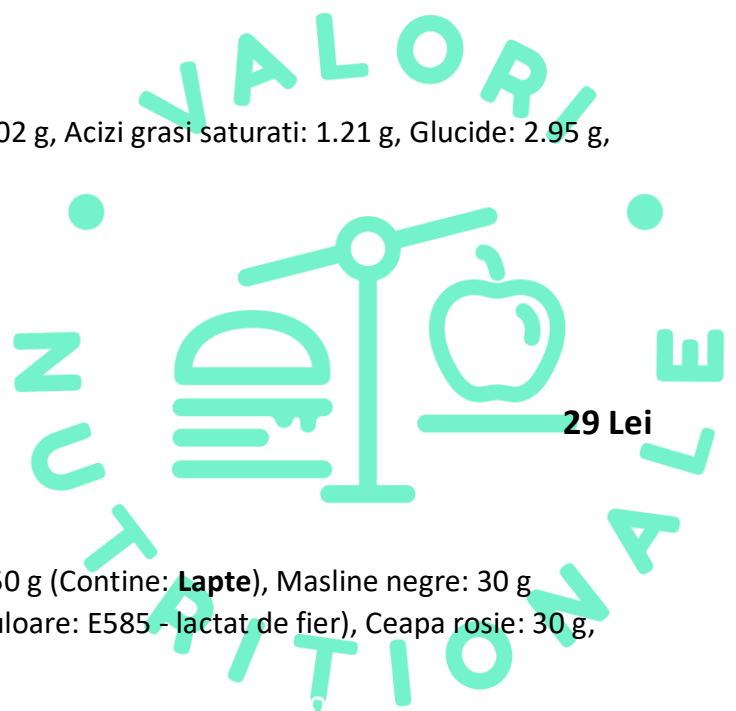 VALORI
02 g, Acizi grasi saturati: 1.21 g, Glucide: 2.95 g,
29 Lei
50 g (Contine: Lapte), Masline negre: 30 g
uloare: E585 - lactat de fier), Ceapa rosie: 30 g,
NUTRITIONALE